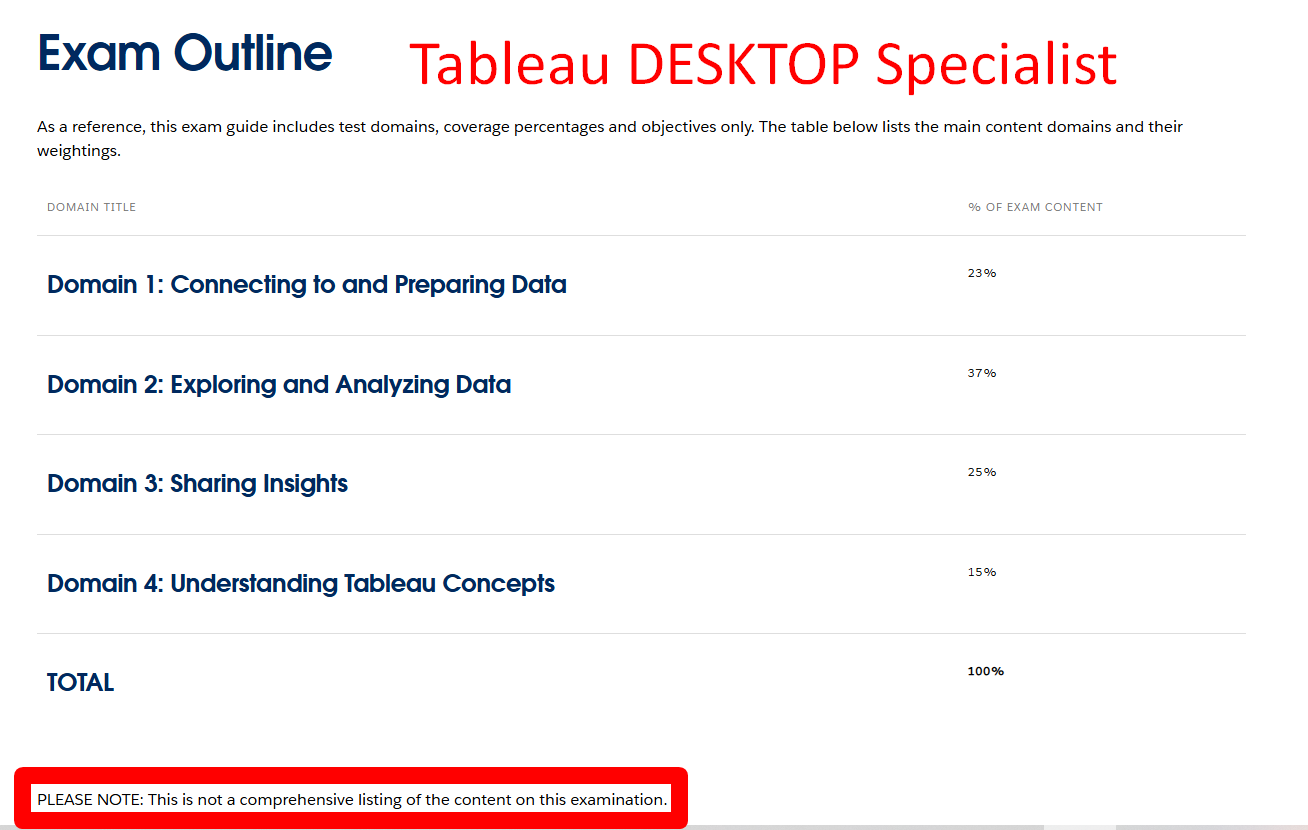 Exam Outline
Tableau DESKTOP Specialist
As a reference, this exam guide includes test domains, coverage percentages and objectives only. The table below lists the main content domains and their
weightings.
DOMAIN TITLE % OF EXAM CONTENT
Domain 1: Connecting to and Preparing Data 23%
Domain 2: Exploring and Analyzing Data 37%
Domain 3: Sharing Insights 25%
Domain 4: Understanding Tableau Concepts 15%
TOTAL 100%
PLEASE NOTE: This is not a comprehensive listing of the content on this examination.